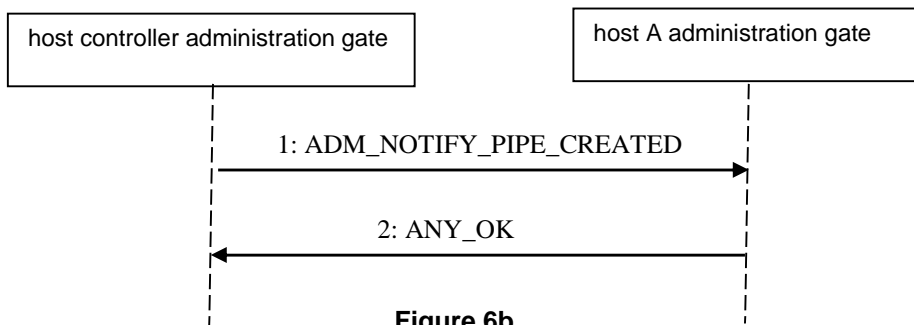 host controller administration gate
host A administration gate
1: ADM_NOTIFY_PIPE_CREATED
2: ANY_OK
Figure 6b